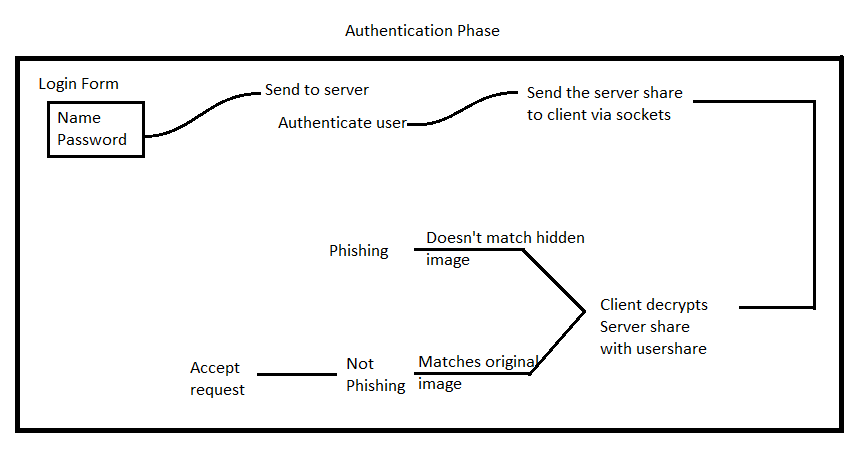 Authentication Phase
Login Form
Name
Password
Send to server
Authenticate user
Send the server share
to client via sockets
Phishing
Doesn't match hidden
image
Client decrypts
Server share
with usershare
Matches original
image
Not
Phishing
Accept
request